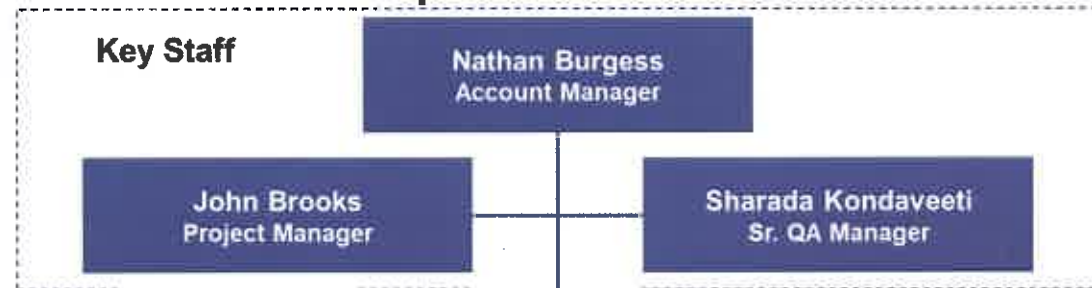 Key Staff
Nathan Burgess
Account Manager
John Brooks
Project Manager
Sharada Kondaveeti
Sr. QA Manager